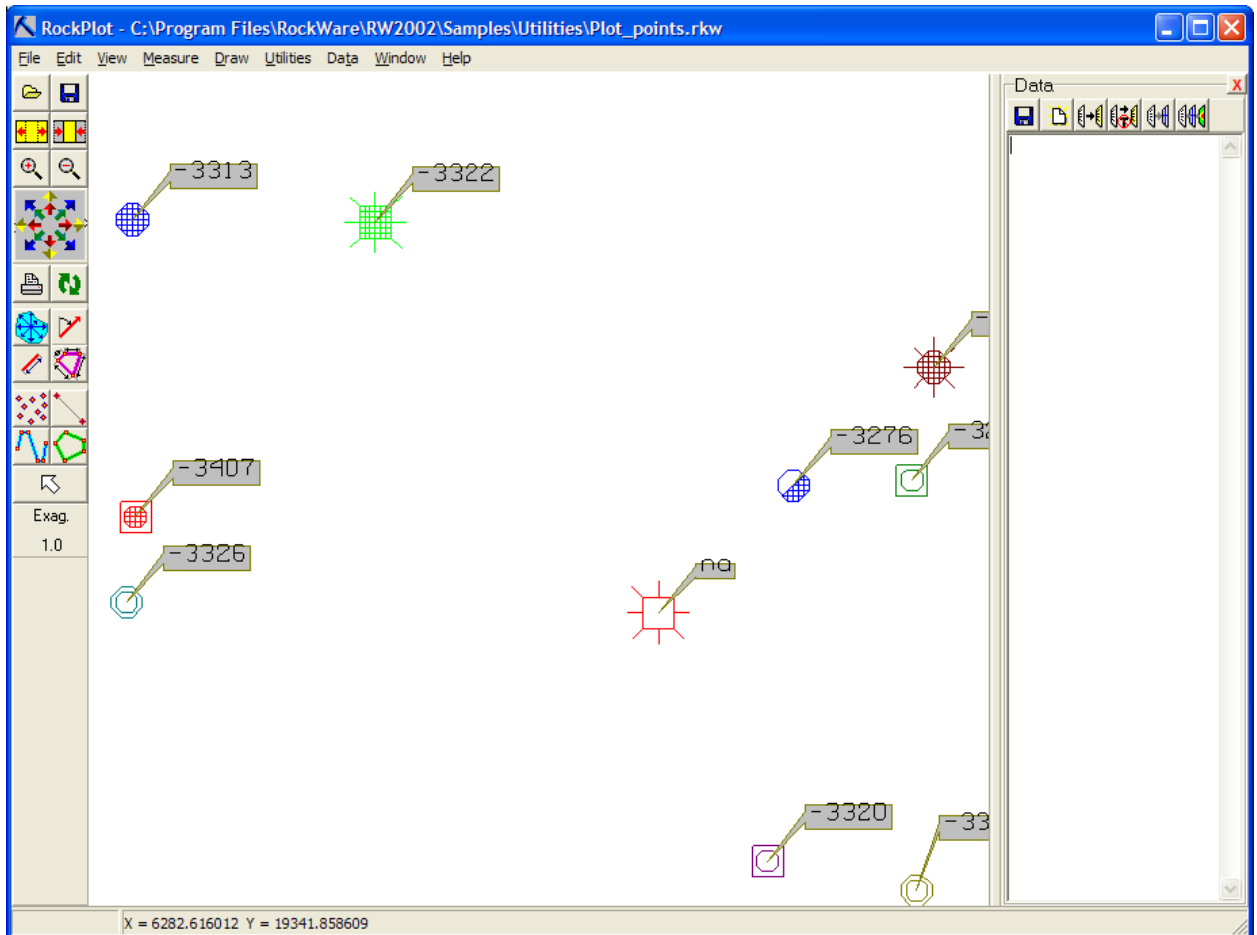 RockPlot - C:\Program Files\RockWare\RW2002\Samples\Utilities\Plot_points.rkw
File Edit View Measure Draw Utilities Data Window Help
Data
X
-3313
-3322
-3276
-3407
-3326
na
Exag.
1.0
-3320
-33
X = 6282.616012 Y = 19341.858609